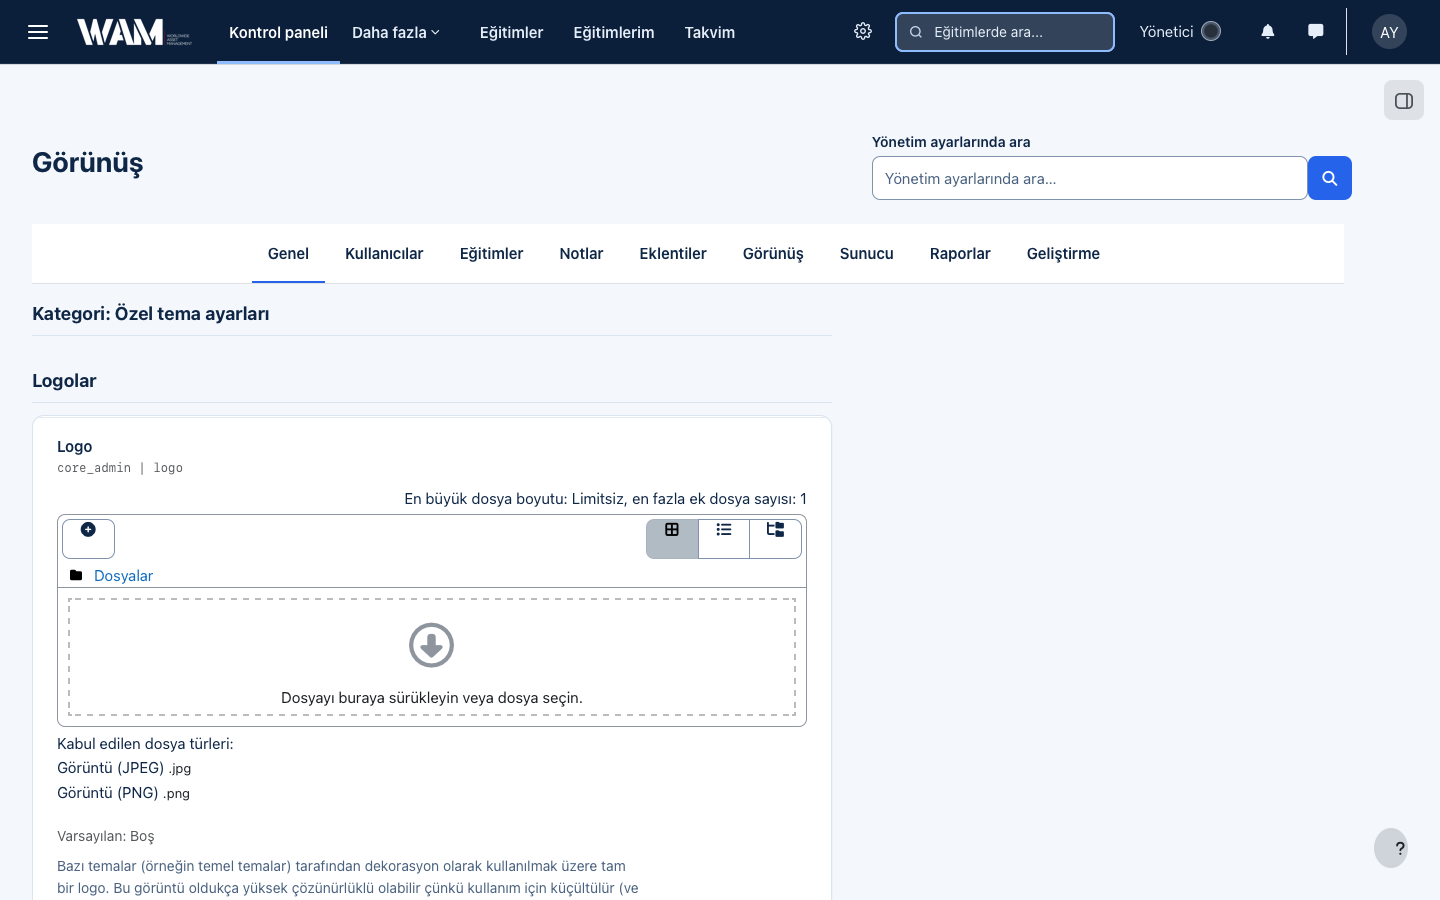 WAM WORLDWIDE ASSET MANAGEMENT
Kontrol paneli
Daha fazla
Eğitimler
Eğitimlerim
Takvim
Eğitimlerde ara...
Yönetici
AY
Görünüş
Yönetim ayarlarında ara
Yönetim ayarlarında ara...
Genel
Kullanıcılar
Eğitimler
Notlar
Eklentiler
Görünüş
Sunucu
Raporlar
Geliştirme
Kategori: Özel tema ayarları
Logolar
Logo
core_admin | logo
En büyük dosya boyutu: Limitsiz, en fazla ek dosya sayısı: 1
Dosyalar
Dosyayı buraya sürükleyin veya dosya seçin.
Kabul edilen dosya türleri:
Görüntü (JPEG) .jpg
Görüntü (PNG) .png
Varsayılan: Boş
Bazı temalar (örneğin temel temalar) tarafından dekorasyon olarak kullanılmak üzere tam
bir logo. Bu görüntü oldukça yüksek çözünürlüklü olabilir çünkü kullanım için küçültülür (ve
?